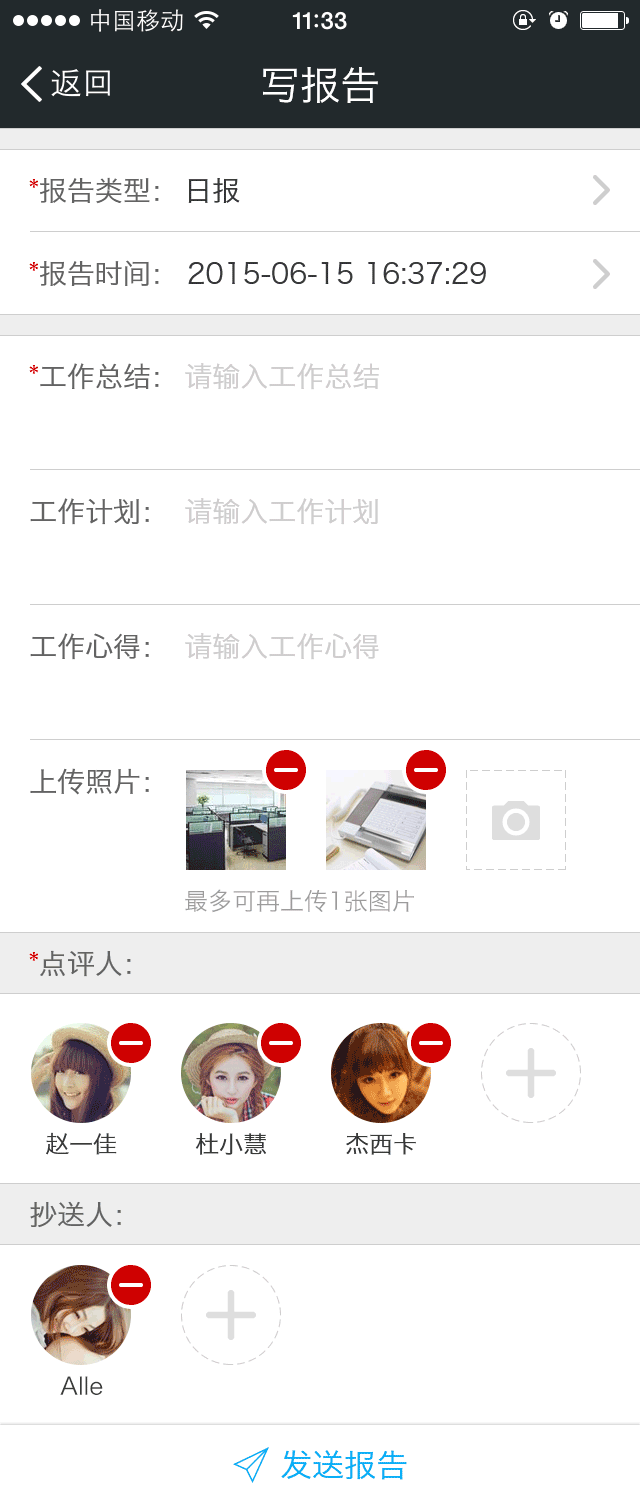 中国移动 11:33
返回 写报告
*报告类型： 日报
*报告时间： 2015-06-15 16:37:29
*工作总结： 请输入工作总结
工作计划： 请输入工作计划
工作心得： 请输入工作心得
上传照片：
最多可再上传1张图片
*点评人：
赵一佳 杜小慧 杰西卡
抄送人：
Alle
发送报告